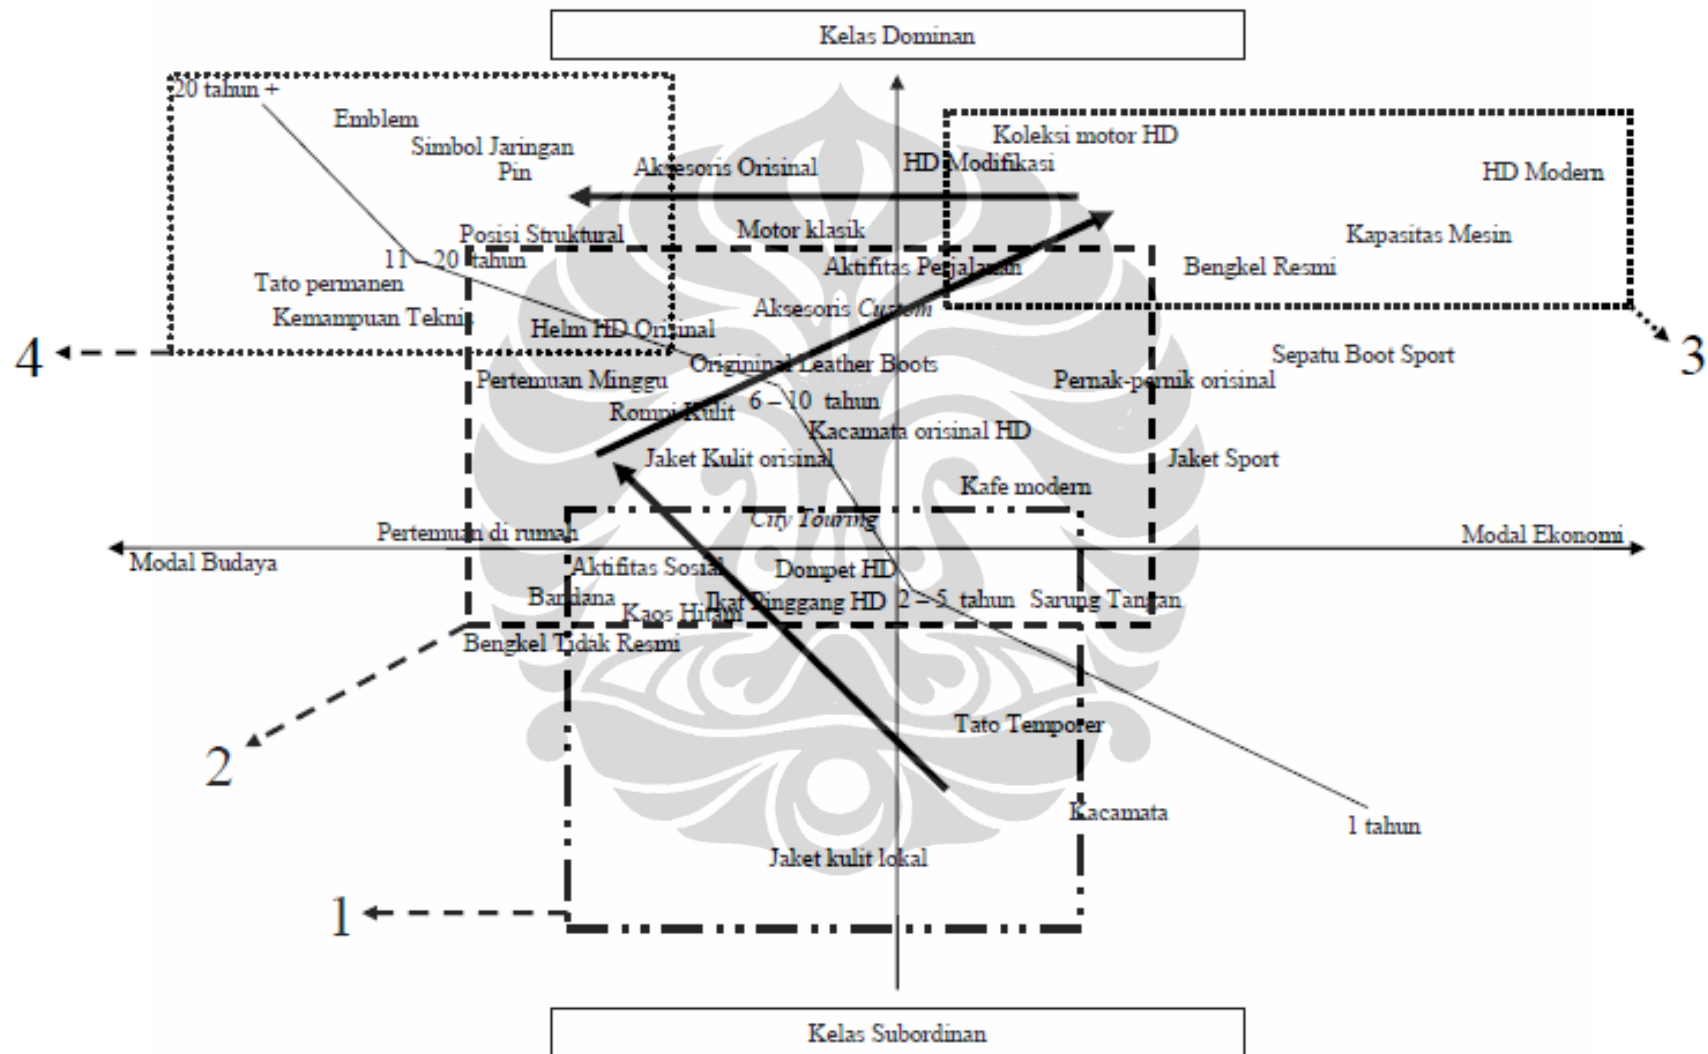 Kelas Dominan
20 tahun +
Emblem
Simbol Jaringan
Pin
Aksesoris Orisinal
HD Modifikasi
Koleksi motor HD
HD Modern
Posisi Struktural
Motor klasik
Kapasitas Mesin
11 – 20 tahun
Aktifitas Perjalanan
Bengkel Resmi
Tato permanen
Aksesoris Custom
Kemampuan Teknis
Helm HD Orisinal
4
3
Origininal Leather Boots
Sepatu Boot Sport
Pertemuan Minggu
Pernak-pernik orisinal
6 – 10 tahun
Rompi Kulit
Kacamata orisinal HD
Jaket Kulit orisinal
Jaket Sport
Kafe modern
City Touring
Pertemuan di rumah
Modal Ekonomi
Modal Budaya
Aktifitas Sosial
Dompet HD
Bandana
Kaos Hitam
Ikat Pinggang HD
2 – 5 tahun
Sarung Tangan
Bengkel Tidak Resmi
2
Tato Temporer
Kacamata
1 tahun
Jaket kulit lokal
1
Kelas Subordinan